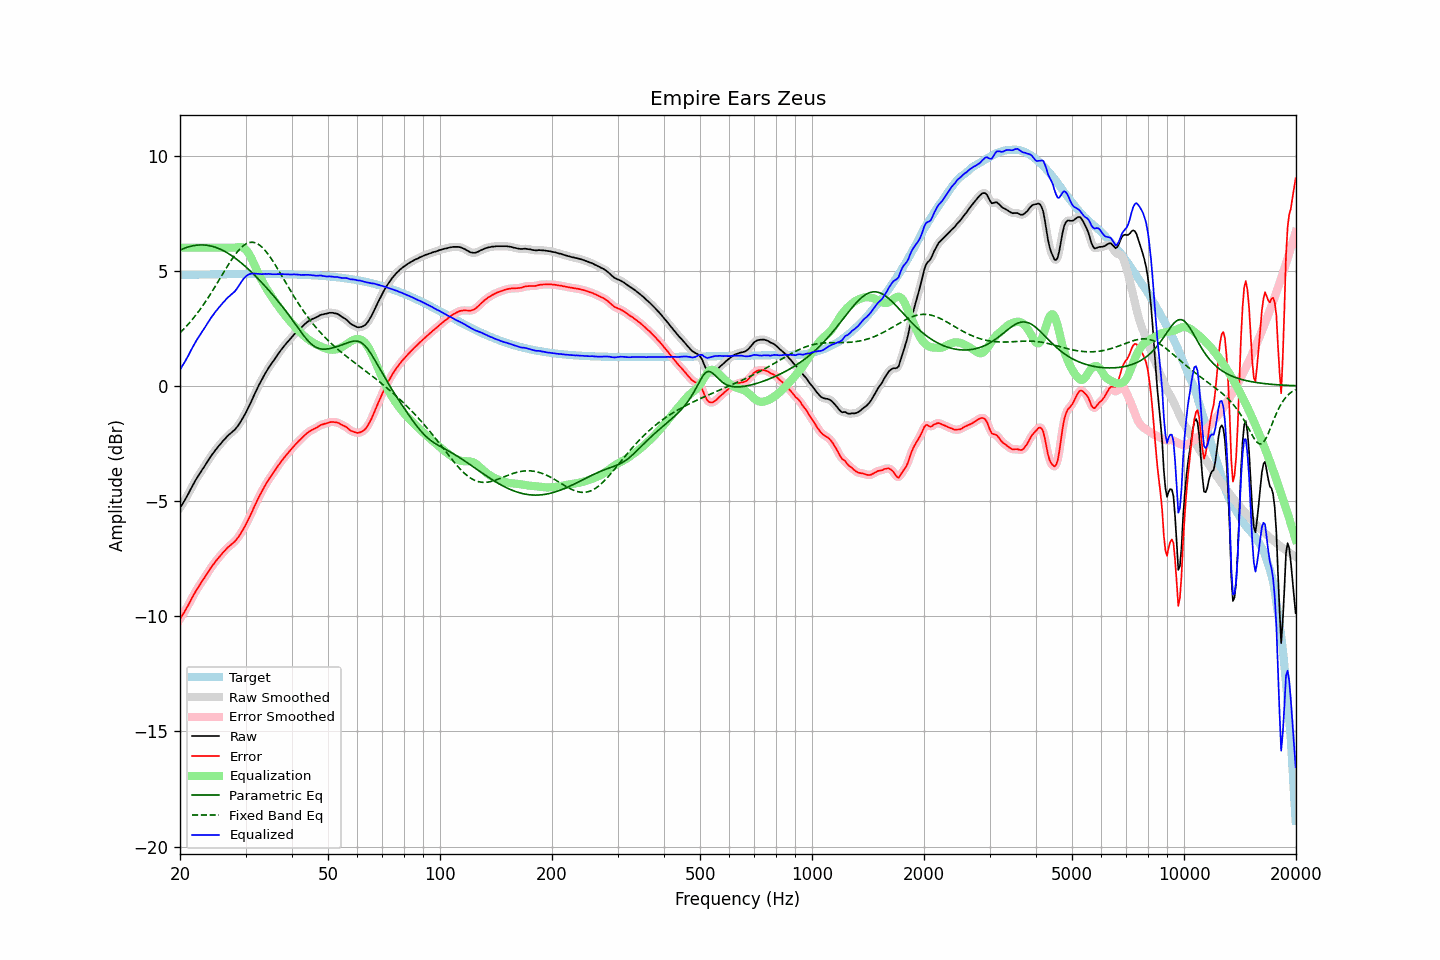 Empire Ears Zeus
10
5
0
−5
−10
−15
−20
Amplitude (dBr)
Target
Raw Smoothed
Error Smoothed
Raw
Error
Equalization
Parametric Eq
Fixed Band Eq
Equalized
20 50 100 200 500 1000 2000 5000 10000 20000
Frequency (Hz)